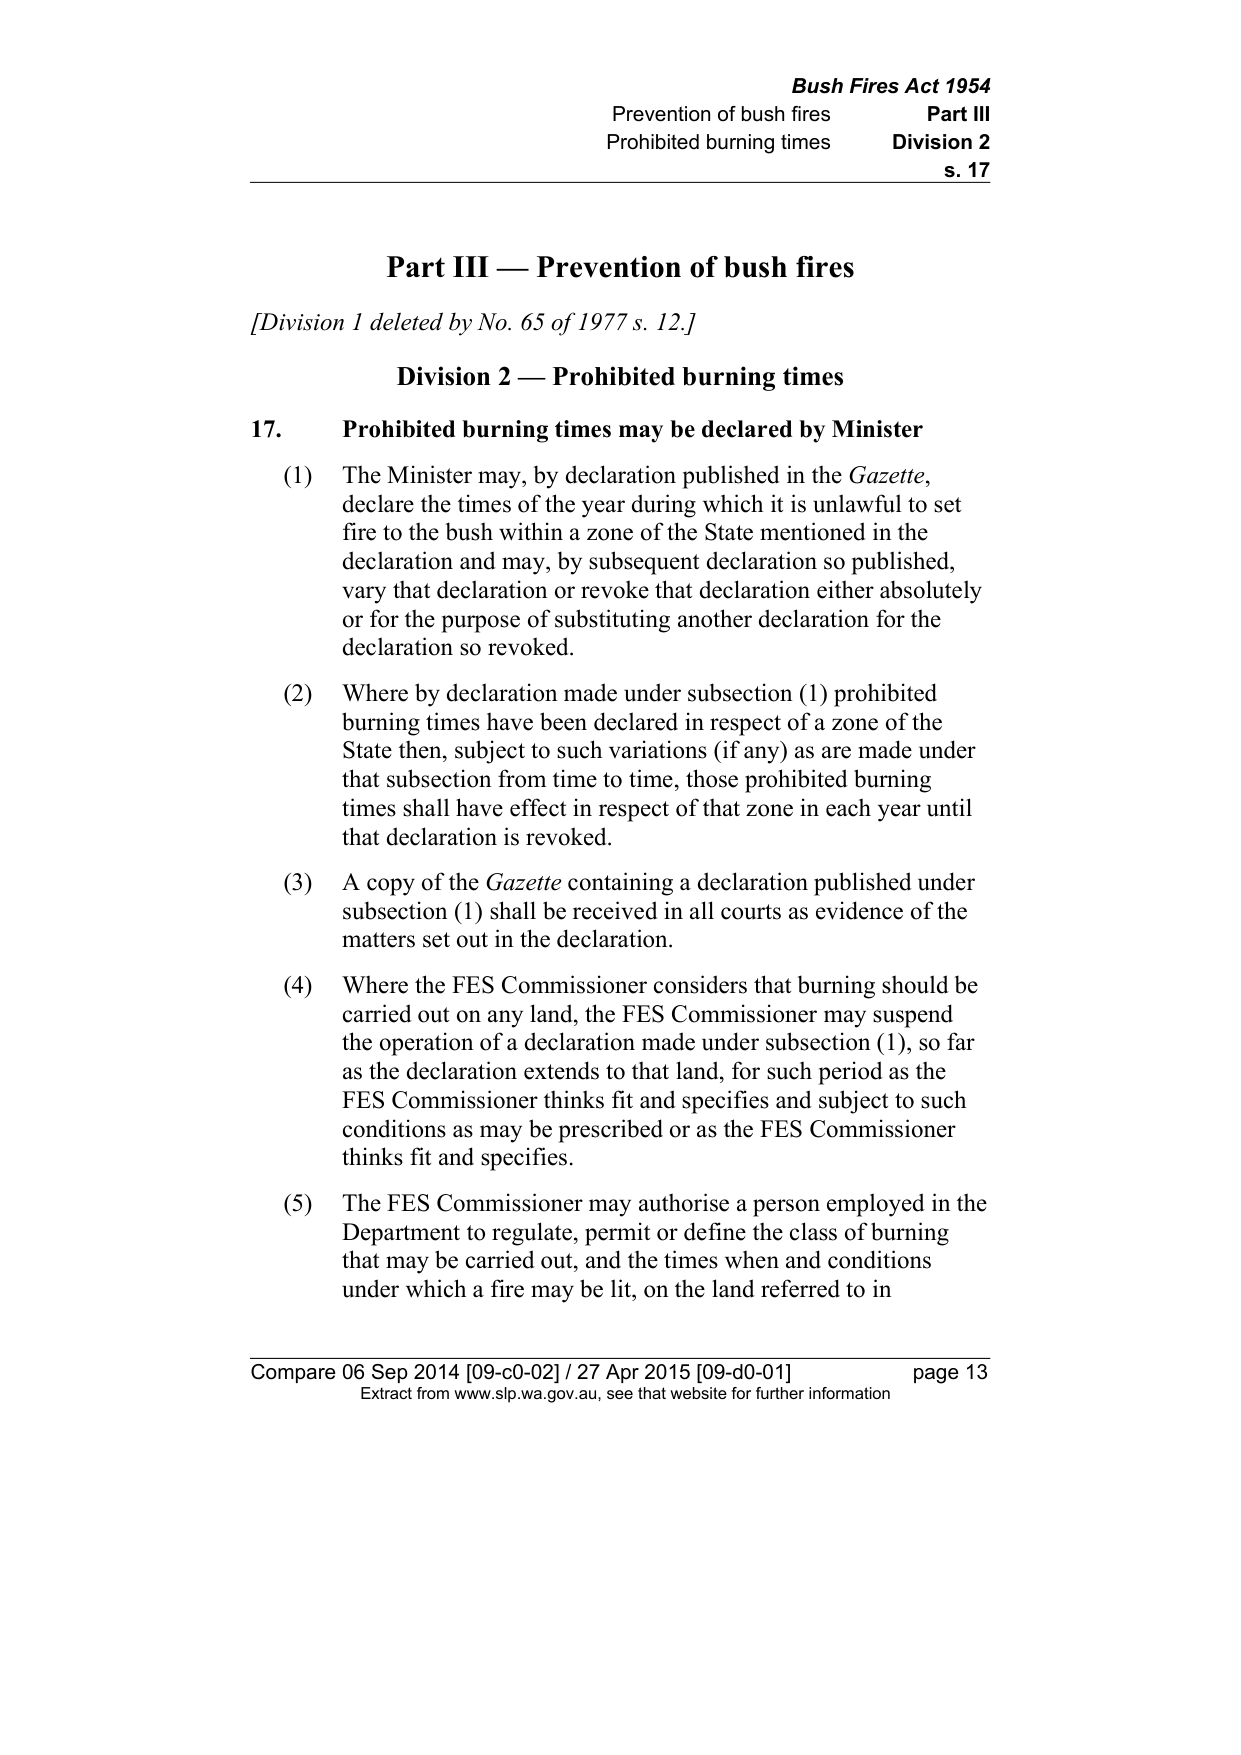 Bush Fires Act 1954
Prevention of bush fires Part III
Prohibited burning times Division 2
s. 17
Part III — Prevention of bush fires
[Division 1 deleted by No. 65 of 1977 s. 12.]
Division 2 — Prohibited burning times
17. Prohibited burning times may be declared by Minister
(1) The Minister may, by declaration published in the Gazette,
declare the times of the year during which it is unlawful to set
fire to the bush within a zone of the State mentioned in the
declaration and may, by subsequent declaration so published,
vary that declaration or revoke that declaration either absolutely
or for the purpose of substituting another declaration for the
declaration so revoked.
(2) Where by declaration made under subsection (1) prohibited
burning times have been declared in respect of a zone of the
State then, subject to such variations (if any) as are made under
that subsection from time to time, those prohibited burning
times shall have effect in respect of that zone in each year until
that declaration is revoked.
(3) A copy of the Gazette containing a declaration published under
subsection (1) shall be received in all courts as evidence of the
matters set out in the declaration.
(4) Where the FES Commissioner considers that burning should be
carried out on any land, the FES Commissioner may suspend
the operation of a declaration made under subsection (1), so far
as the declaration extends to that land, for such period as the
FES Commissioner thinks fit and specifies and subject to such
conditions as may be prescribed or as the FES Commissioner
thinks fit and specifies.
(5) The FES Commissioner may authorise a person employed in the
Department to regulate, permit or define the class of burning
that may be carried out, and the times when and conditions
under which a fire may be lit, on the land referred to in
Compare 06 Sep 2014 [09-c0-02] / 27 Apr 2015 [09-d0-01] page 13
Extract from www.slp.wa.gov.au, see that website for further information